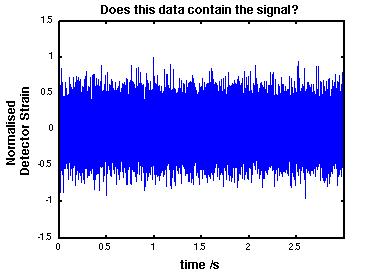 Does this data contain the signal?
1.5
1
0.5
0
-0.5
-1
-1.5
Normalised
Detector Strain
0 0.5 1 1.5 2 2.5
time /s